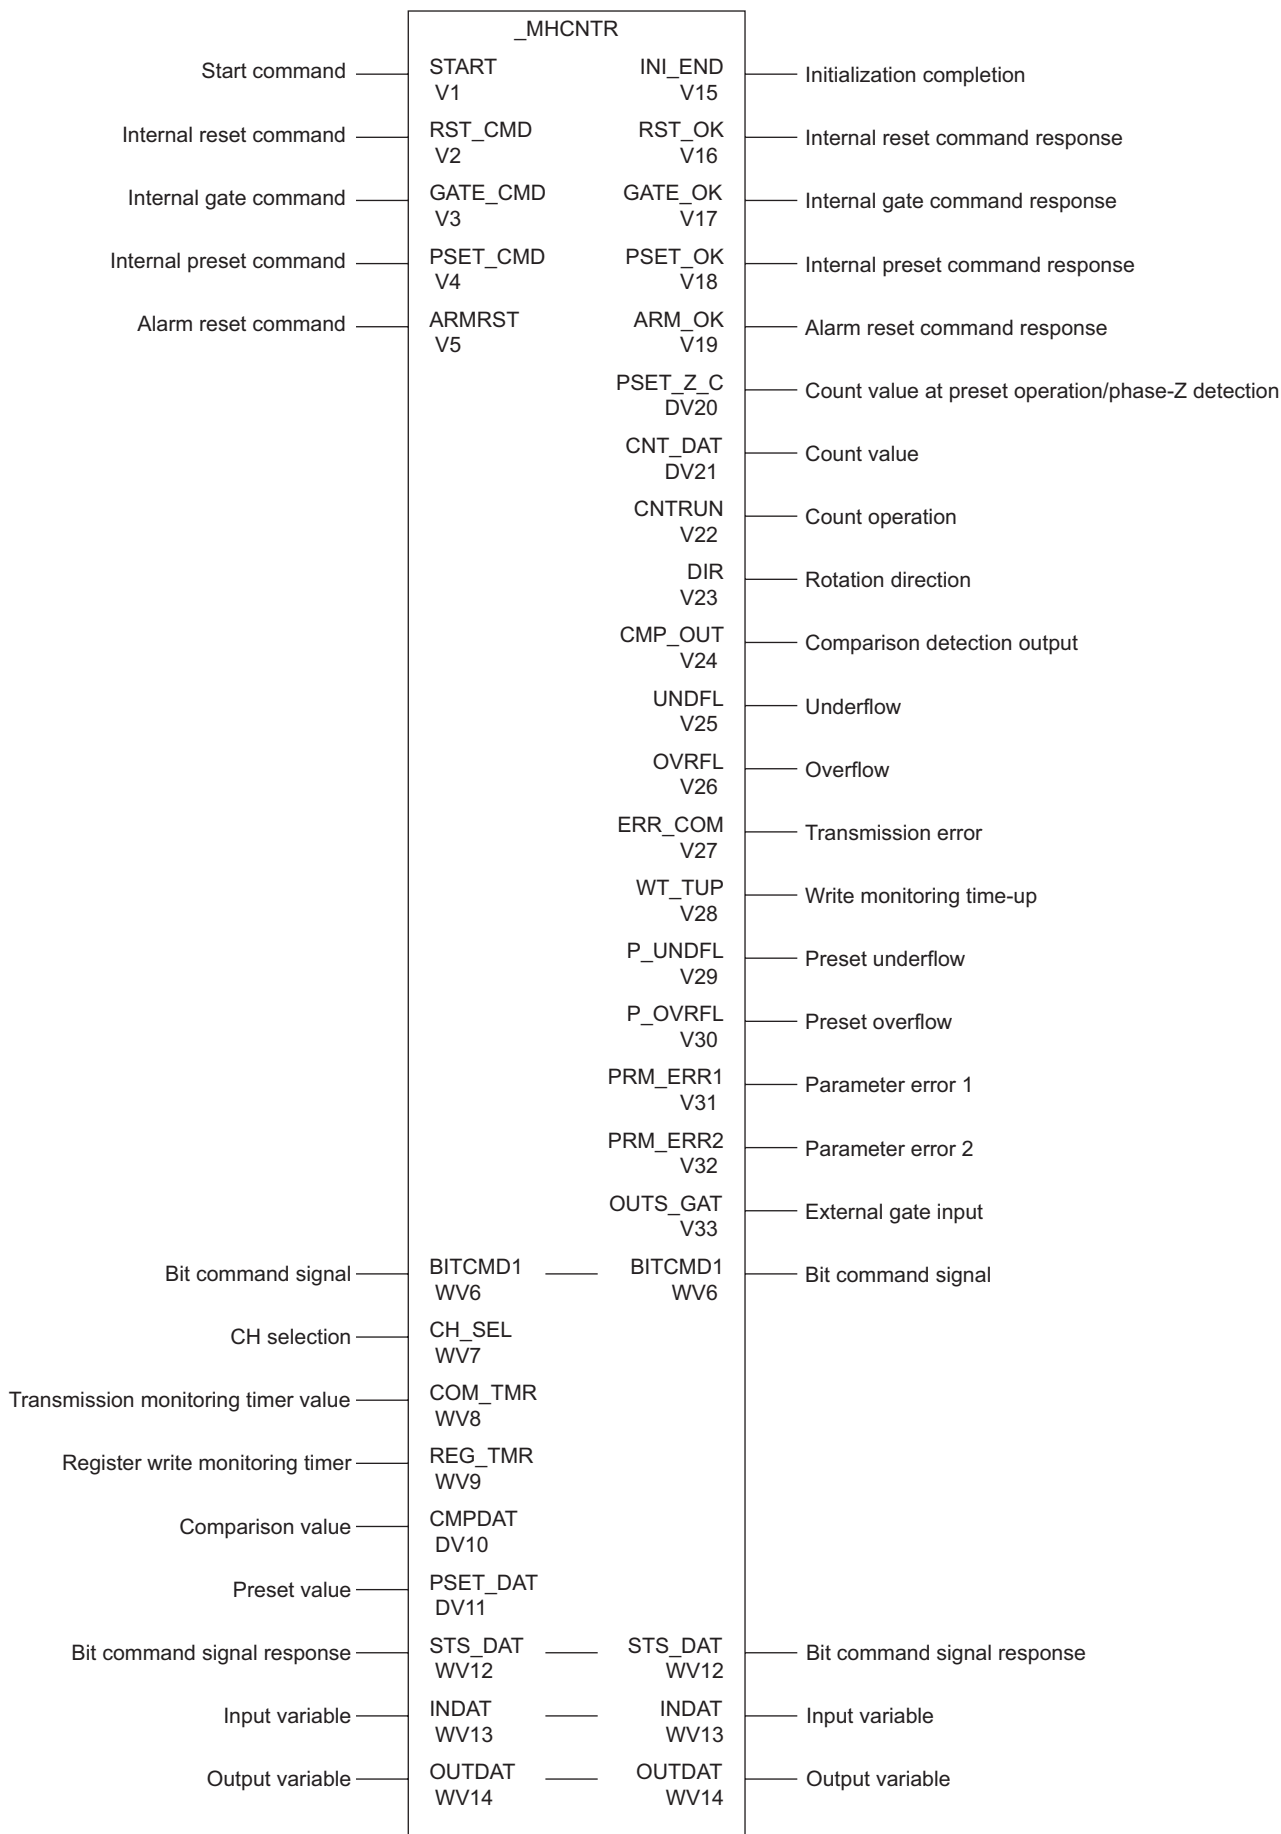 _MHCNTR
Start command START INI_END Initialization completion
V1 V15
Internal reset command RST_CMD RST_OK Internal reset command response
V2 V16
Internal gate command GATE_CMD GATE_OK Internal gate command response
V3 V17
Internal preset command PSET_CMD PSET_OK Internal preset command response
V4 V18
Alarm reset command ARMRST ARM_OK Alarm reset command response
V5 V19
PSET_Z_C Count value at preset operation/phase-Z detection
DV20
CNT_DAT Count value
DV21
CNTRUN Count operation
V22
DIR Rotation direction
V23
CMP_OUT Comparison detection output
V24
UNDFL Underflow
V25
OVRFL Overflow
V26
ERR_COM Transmission error
V27
WT_TUP Write monitoring time-up
V28
P_UNDFL Preset underflow
V29
P_OVRFL Preset overflow
V30
PRM_ERR1 Parameter error 1
V31
PRM_ERR2 Parameter error 2
V32
OUTS_GAT External gate input
V33
Bit command signal BITCMD1 BITCMD1 Bit command signal
WV6 WV6
CH selection CH_SEL
WV7
Transmission monitoring timer value COM_TMR
WV8
Register write monitoring timer REG_TMR
WV9
Comparison value CMPDAT
DV10
Preset value PSET_DAT
DV11
Bit command signal response STS_DAT STS_DAT Bit command signal response
WV12 WV12
Input variable INDAT INDAT Input variable
WV13 WV13
Output variable OUTDAT OUTDAT Output variable
WV14 WV14